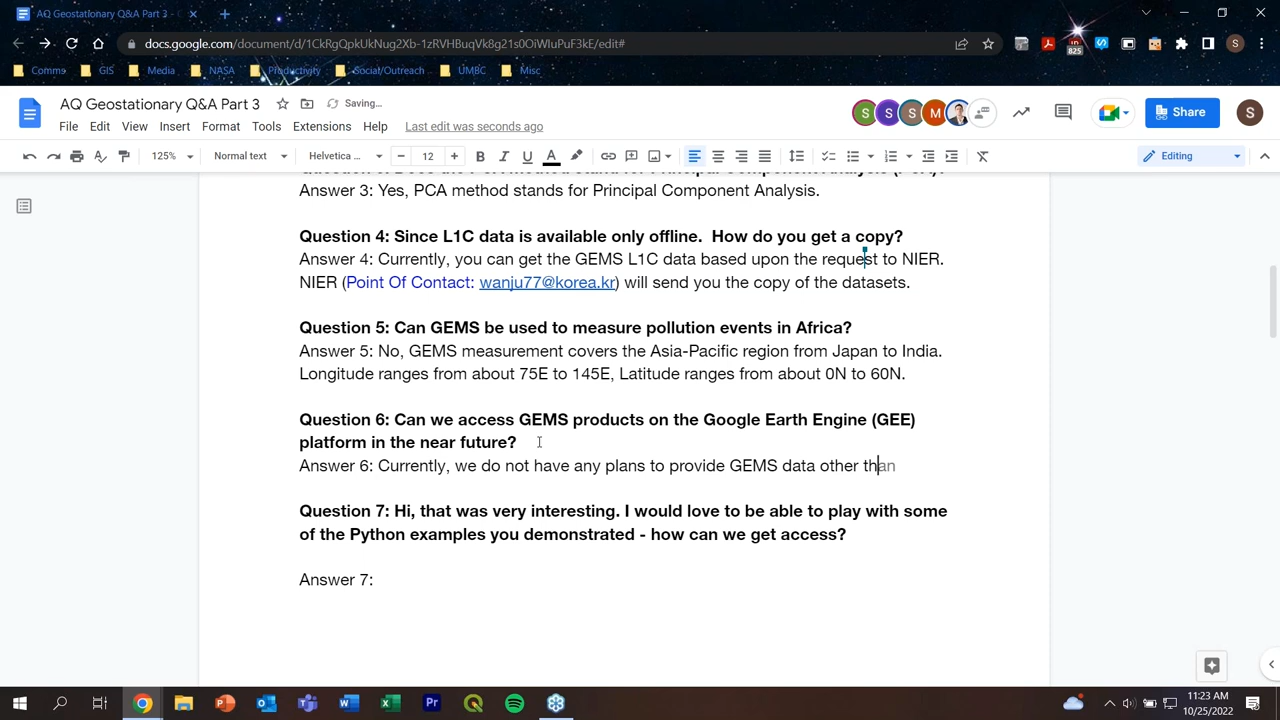 AQ Geostationary Q&A Part 3 -
docs.google.com/document/d/1CkRgQpkUkNug2Xb-1zRVHBuqVk8g21s0OiWIuPuF3kE/edit#
825
S
Comms GIS Media NASA Productivity Social/Outreach UMBC Misc
AQ Geostationary Q&A Part 3 Saving...
File Edit View Insert Format Tools Extensions Help Last edit was seconds ago
S S S M Share S
125% Normal text Helvetica ... 12 B I U A Editing
Answer 3: Yes, PCA method stands for Principal Component Analysis.
Question 4: Since L1C data is available only offline. How do you get a copy?
Answer 4: Currently, you can get the GEMS L1C data based upon the request to NIER.
NIER (Point Of Contact: wanju77@korea.kr) will send you the copy of the datasets.
Question 5: Can GEMS be used to measure pollution events in Africa?
Answer 5: No, GEMS measurement covers the Asia-Pacific region from Japan to India.
Longitude ranges from about 75E to 145E, Latitude ranges from about 0N to 60N.
Question 6: Can we access GEMS products on the Google Earth Engine (GEE)
platform in the near future?
Answer 6: Currently, we do not have any plans to provide GEMS data other than
Question 7: Hi, that was very interesting. I would love to be able to play with some
of the Python examples you demonstrated - how can we get access?
Answer 7:
11:23 AM
10/25/2022